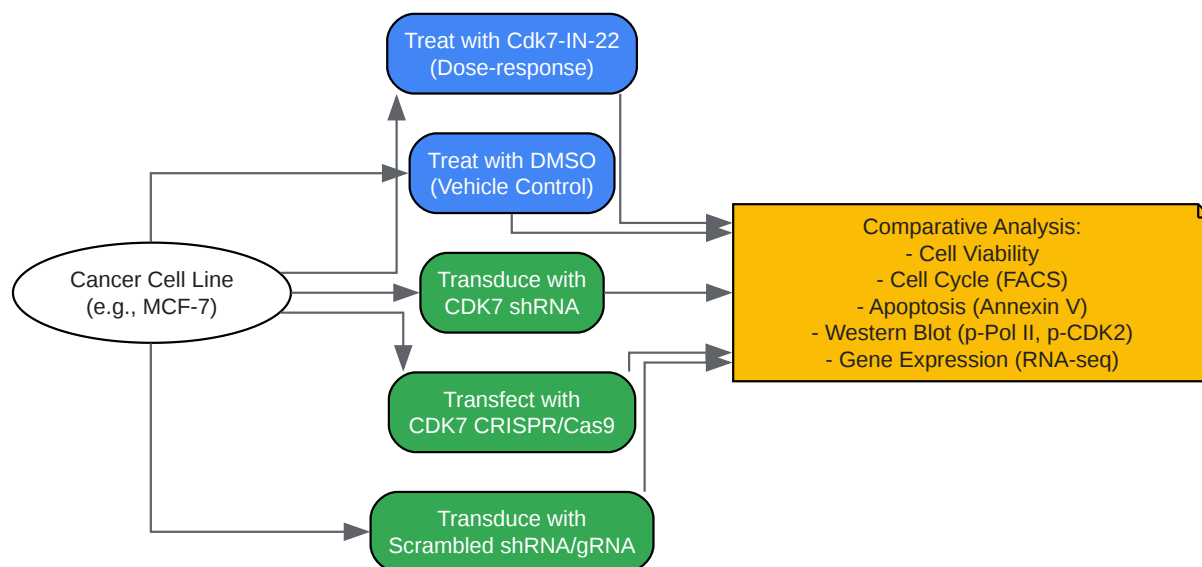 Treat with Cdk7-IN-22
(Dose-response)
Treat with DMSO
(Vehicle Control)
Cancer Cell Line
(e.g., MCF-7)
Transduce with
CDK7 shRNA
Transfect with
CDK7 CRISPR/Cas9
Transduce with
Scrambled shRNA/gRNA
Comparative Analysis:
- Cell Viability
- Cell Cycle (FACS)
- Apoptosis (Annexin V)
- Western Blot (p-Pol II, p-CDK2)
- Gene Expression (RNA-seq)